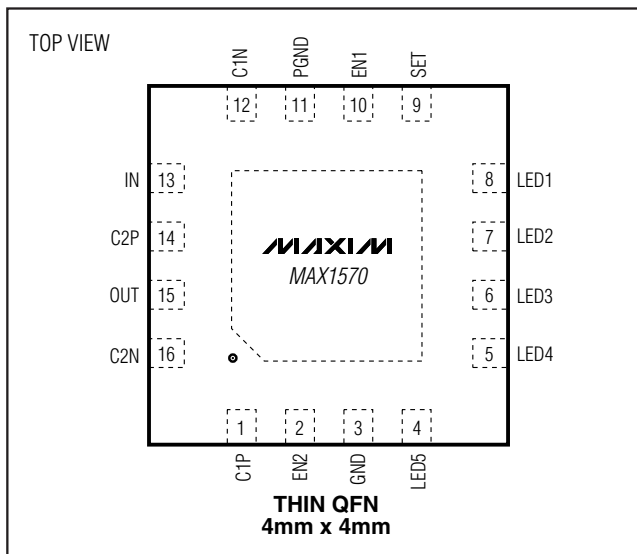 TOP VIEW
C1N PGND EN1 SET
12 11 10 9
IN 13 8 LED1
C2P 14 7 LED2
MAXIM
MAX1570
OUT 15 6 LED3
C2N 16 5 LED4
1 2 3 4
C1P EN2 GND LED5
THIN QFN
4mm x 4mm